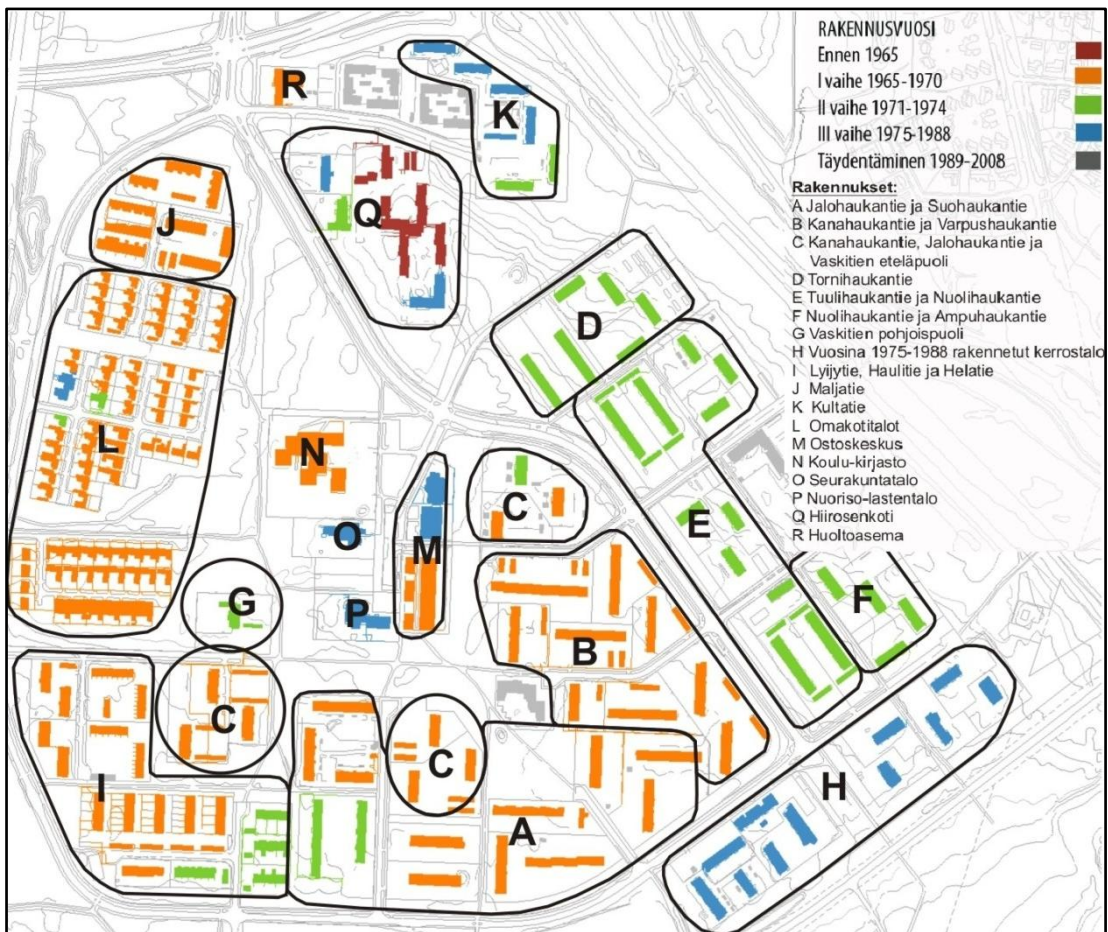 RAKENNUSVUOSI
Ennen 1965
I vaihe 1965-1970
II vaihe 1971-1974
III vaihe 1975-1988
Täydentäminen 1989-2008
Rakennukset:
A Jalohaukantie ja Suohaukantie
B Kanahaukantie ja Varpushaukantie
C Kanahaukantie, Jalohaukantie ja
Vaskitien eteläpuoli
D Tornihaukantie
E Tuulihaukantie ja Nuolihaukantie
F Nuolihaukantie ja Ampuhaukantie
G Vaskitien pohjoispuoli
H Vuosina 1975-1988 rakennetut kerrostalo
I Lyijytie, Haulitie ja Helatie
J Maljatie
K Kultatie
L Omakotitalot
M Ostoskeskus
N Koulu-kirjasto
O Seurakuntatalo
P Nuoriso-lastentalo
Q Hiirosenkoti
R Huoltoasema
R
K
J
Q
D
L
N
C
E
O
M
F
G
P
B
C
C
I
H
A